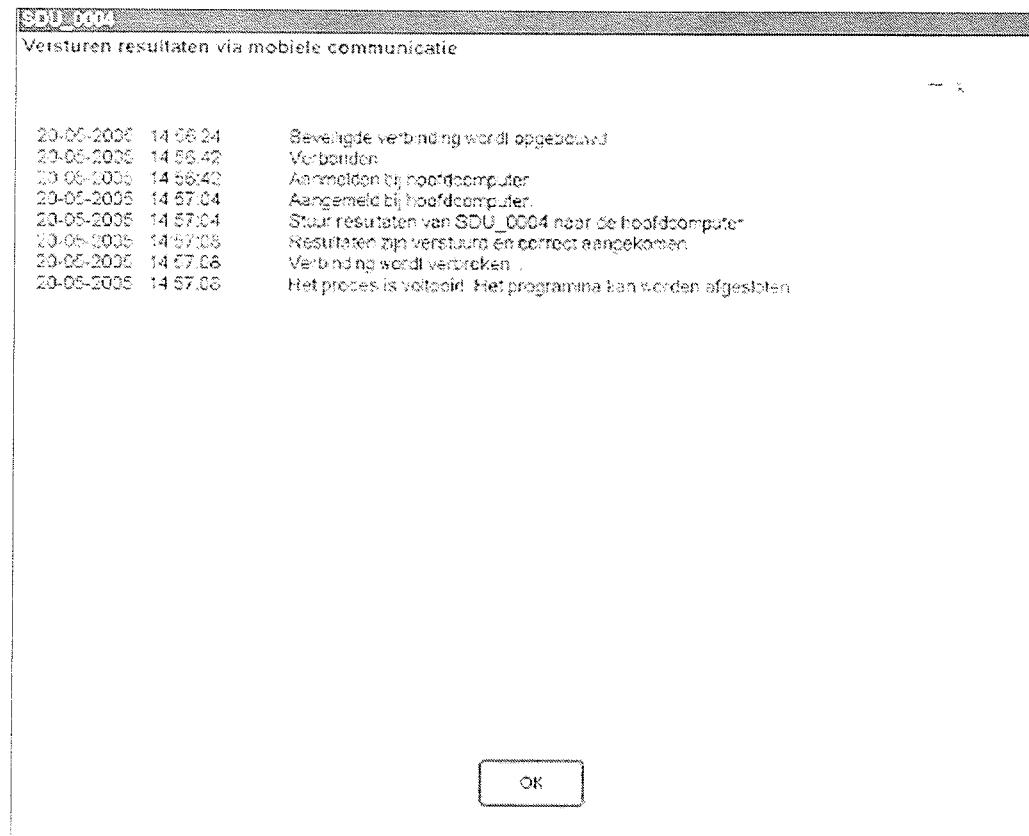 SDU_0004
Versturen resultaten via mobiele communicatie
20-05-2005 14:56:24 Beveiligde verbinding wordt opgebouwd
20-05-2005 14:56:42 Verbonden
20-05-2005 14:56:42 Aanmelden bij hoofdcomputer
20-05-2005 14:57:04 Aangemeld bij hoofdcomputer.
20-05-2005 14:57:04 Stuur resultaten van SDU_0004 naar de hoofdcomputer
20-05-2005 14:57:08 Resultaten zijn verstuurd en correct aangekomen
20-05-2005 14:57:08 Verbinding wordt verbroken...
20-05-2005 14:57:08 Het proces is voltooid. Het programma kan worden afgesloten
OK